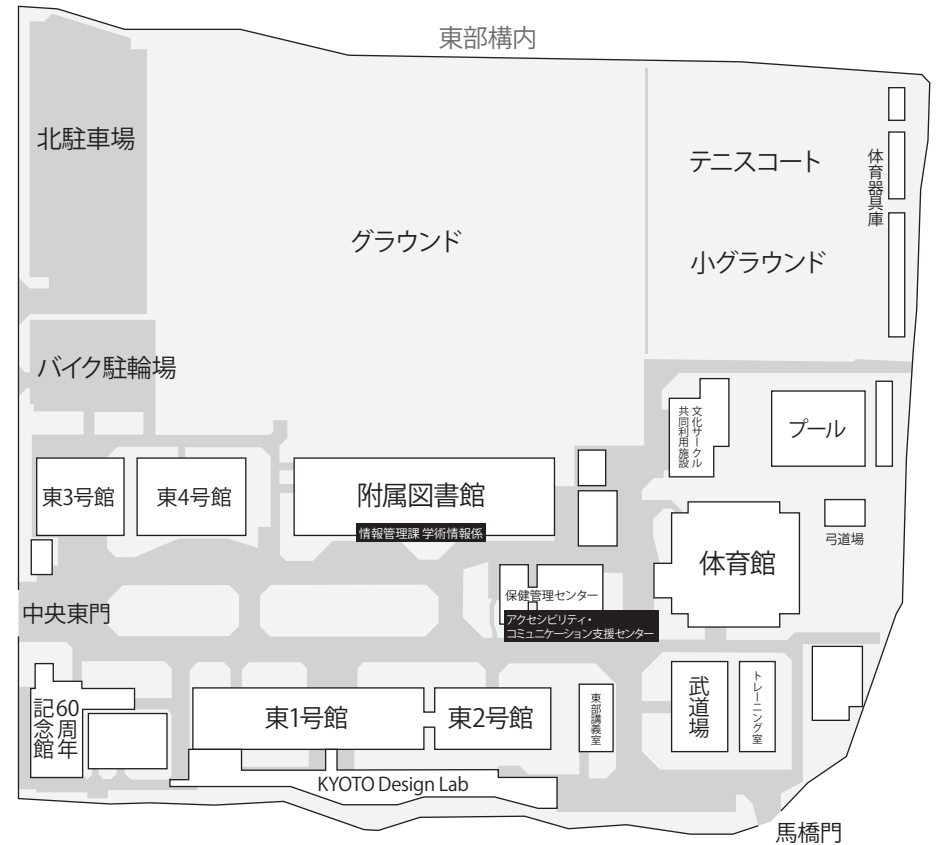 東部構内
北駐車場
テニスコート
体育器具庫
グラウンド
小グラウンド
バイク駐輪場
文化サークル
共同利用施設
プール
東3号館
東4号館
附属図書館
情報管理課 学術情報係
弓道場
体育館
保健管理センター
アクセシビリティ・
コミュニケーション支援センター
中央東門
60周年
記念館
東1号館
東2号館
東部講義室
武道場
トレーニング室
KYOTO Design Lab
馬橋門